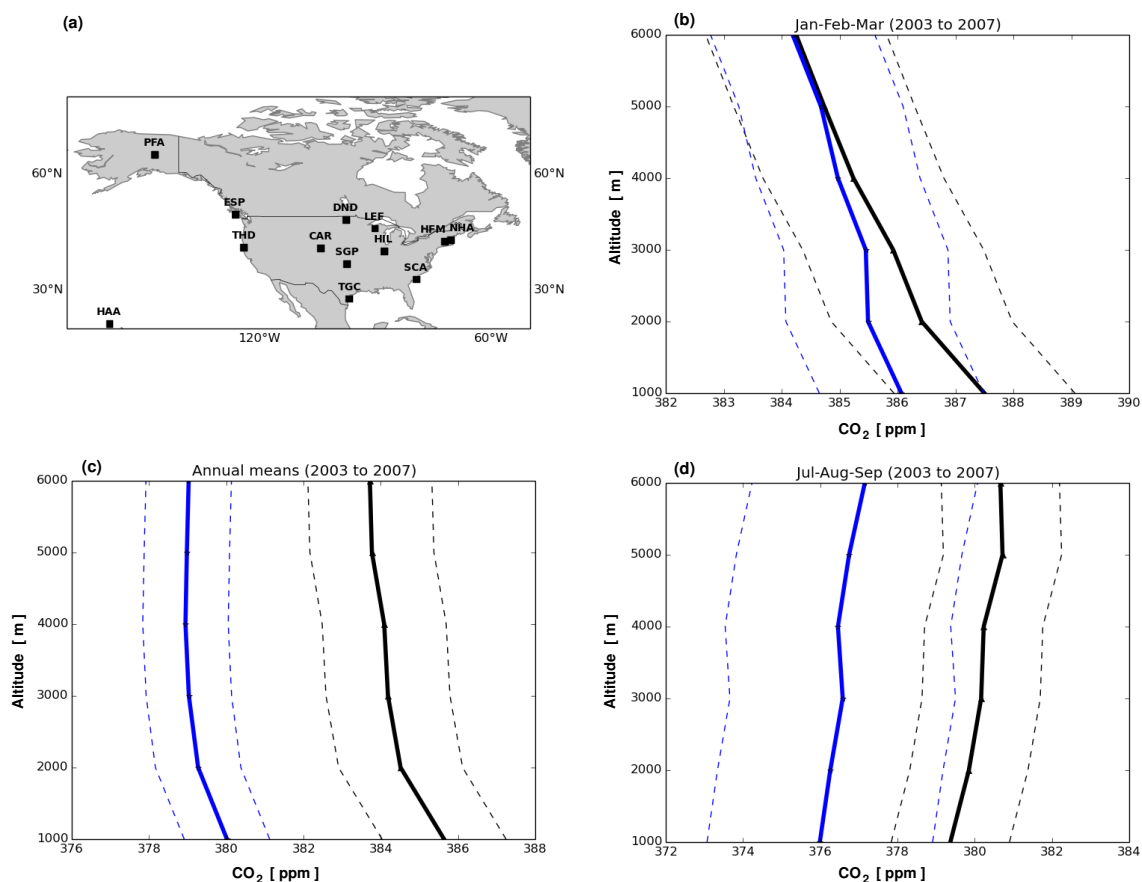 (a)
PFA
60°N
60°N
ESP
DND
LEF
THD
CAR
HIL
HFM
NHA
SGP
SCA
TGC
30°N
30°N
HAA
120°W
60°W
(b)
Jan-Feb-Mar (2003 to 2007)
6000
5000
4000
3000
2000
1000
Altitude [ m ]
382 383 384 385 386 387 388 389 390
CO₂ [ ppm ]
(c)
Annual means (2003 to 2007)
6000
5000
4000
3000
2000
1000
Altitude [ m ]
376 378 380 382 384 386 388
CO₂ [ ppm ]
(d)
Jul-Aug-Sep (2003 to 2007)
6000
5000
4000
3000
2000
1000
Altitude [ m ]
372 374 376 378 380 382 384
CO₂ [ ppm ]